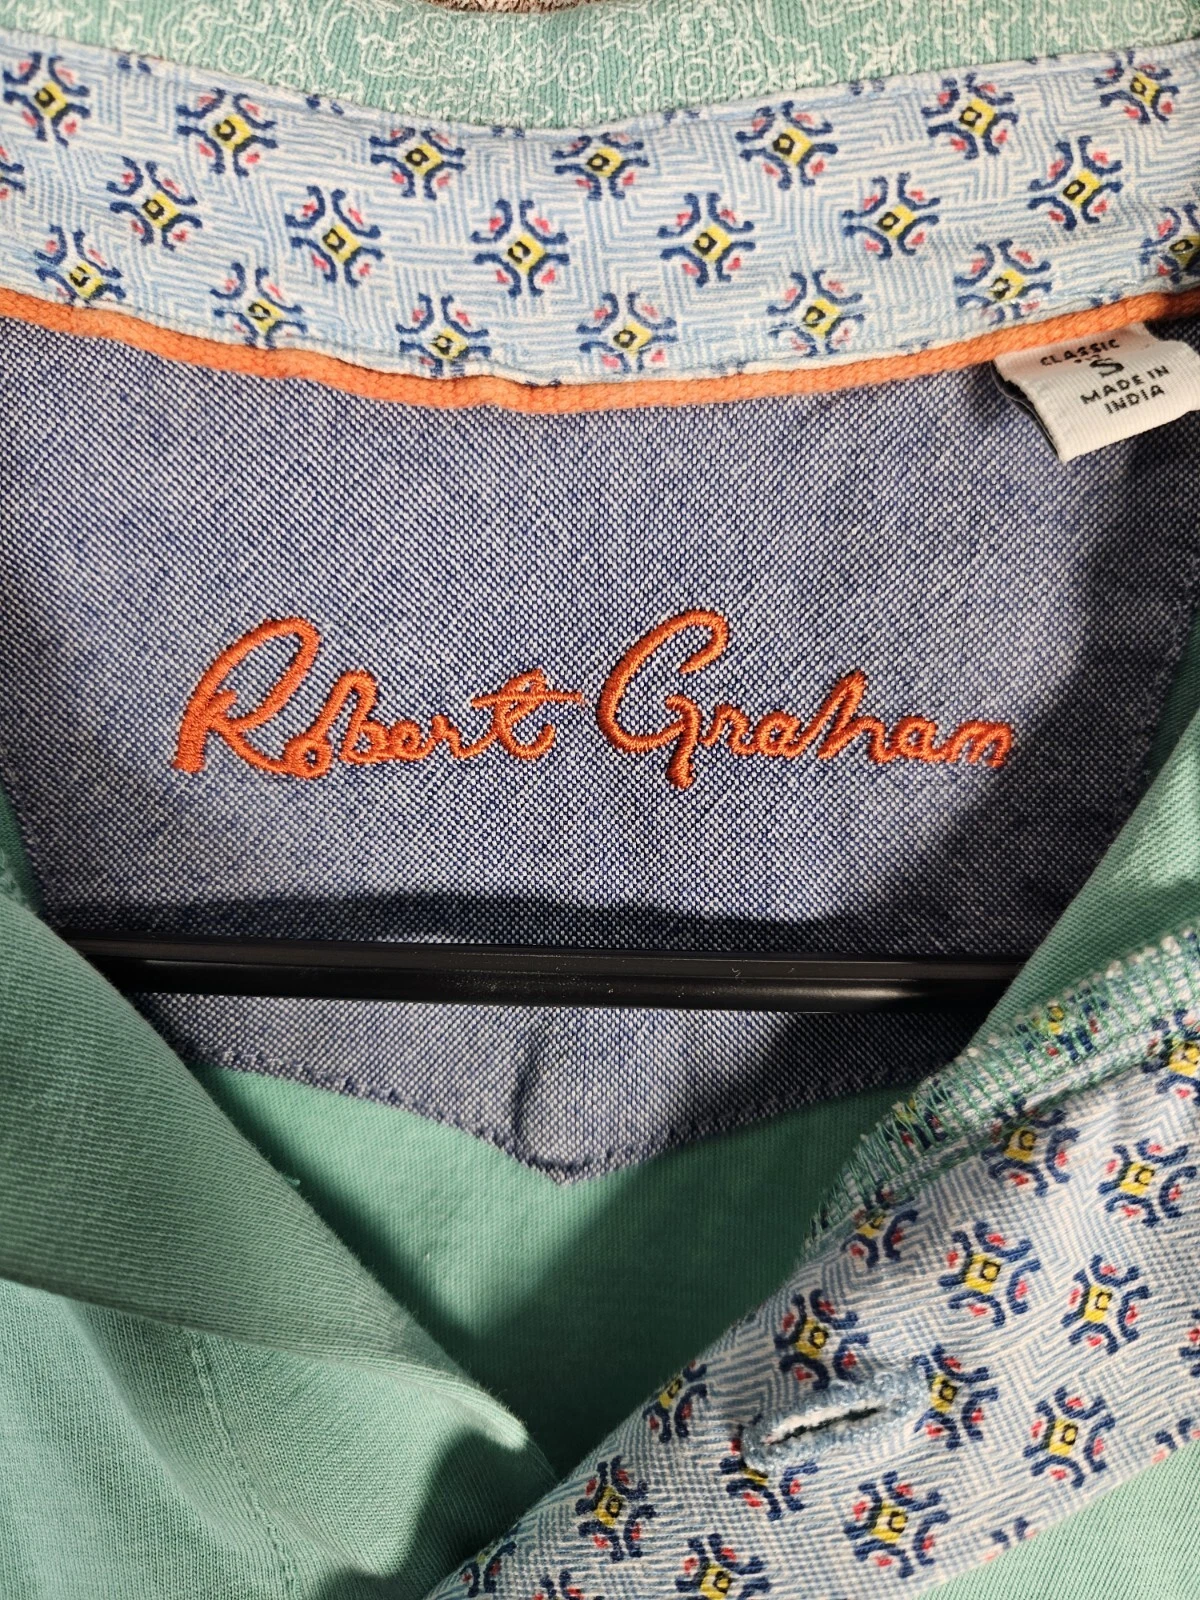 CLASSIC
S
MADE IN
INDIA
Robert Graham